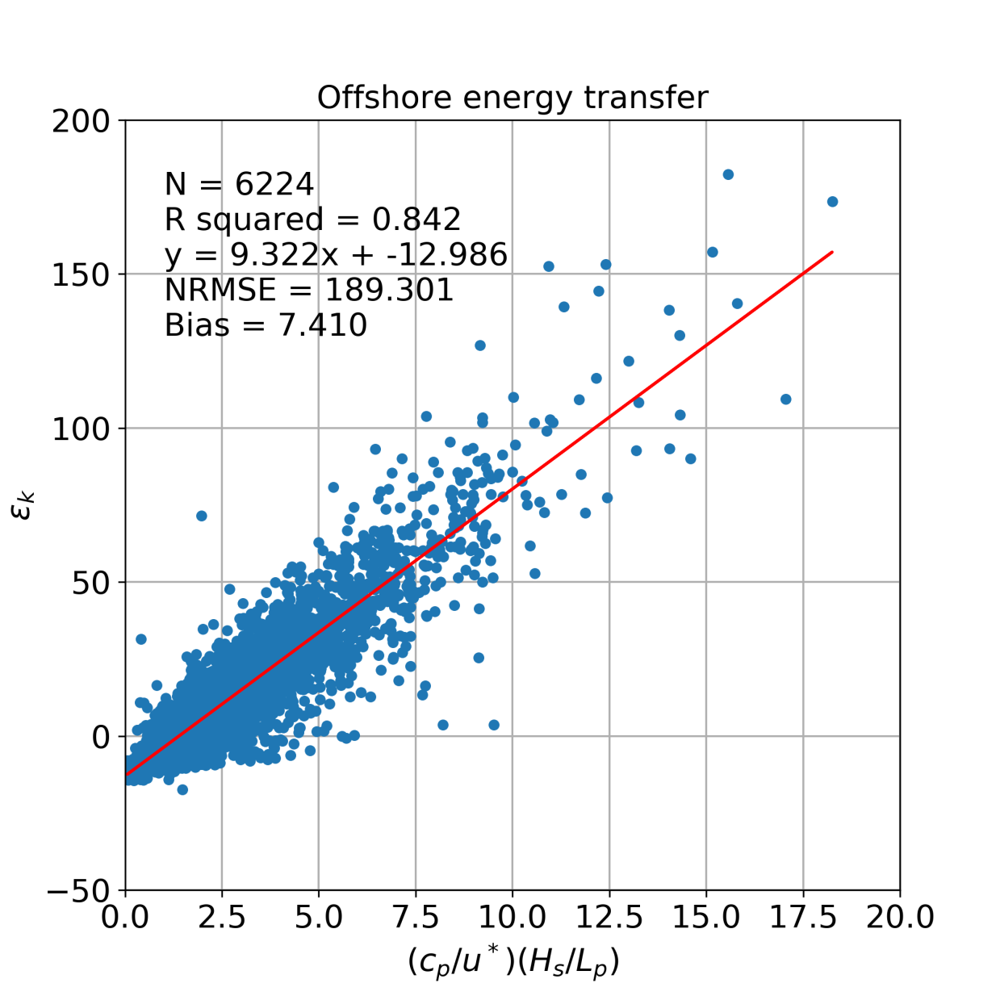 Offshore energy transfer
200
150
100
50
0
−50
N = 6224
R squared = 0.842
y = 9.322x + -12.986
NRMSE = 189.301
Bias = 7.410
ε_k
0.0 2.5 5.0 7.5 10.0 12.5 15.0 17.5 20.0
(c_p/u^*)(H_s/L_p)